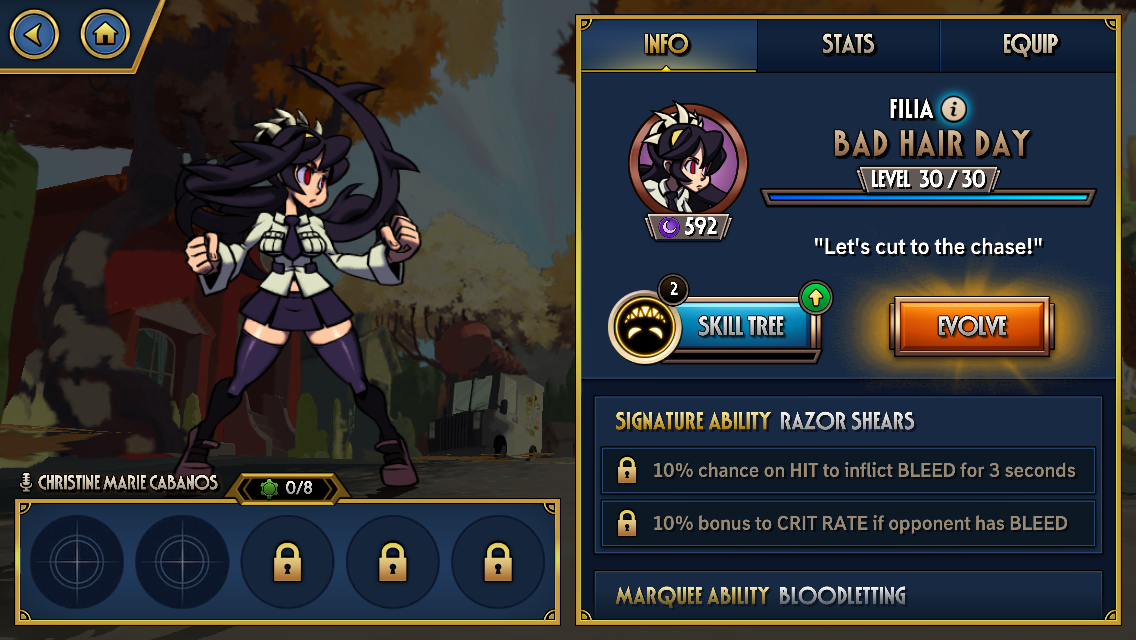 INFO
STATS
EQUIP
FILIA
BAD HAIR DAY
LEVEL 30 / 30
592
"Let's cut to the chase!"
2
SKILL TREE
EVOLVE
SIGNATURE ABILITY RAZOR SHEARS
10% chance on HIT to inflict BLEED for 3 seconds
10% bonus to CRIT RATE if opponent has BLEED
MARQUEE ABILITY BLOODLETTING
CHRISTINE MARIE CABANOS
0/8